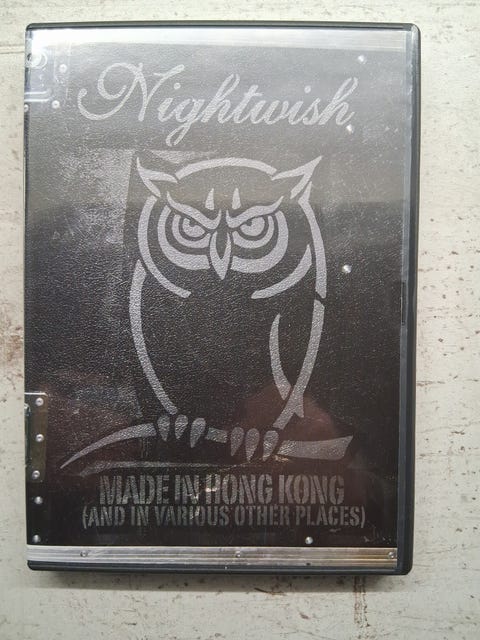 Nightwish
MADE IN HONG KONG
(AND IN VARIOUS OTHER PLACES)